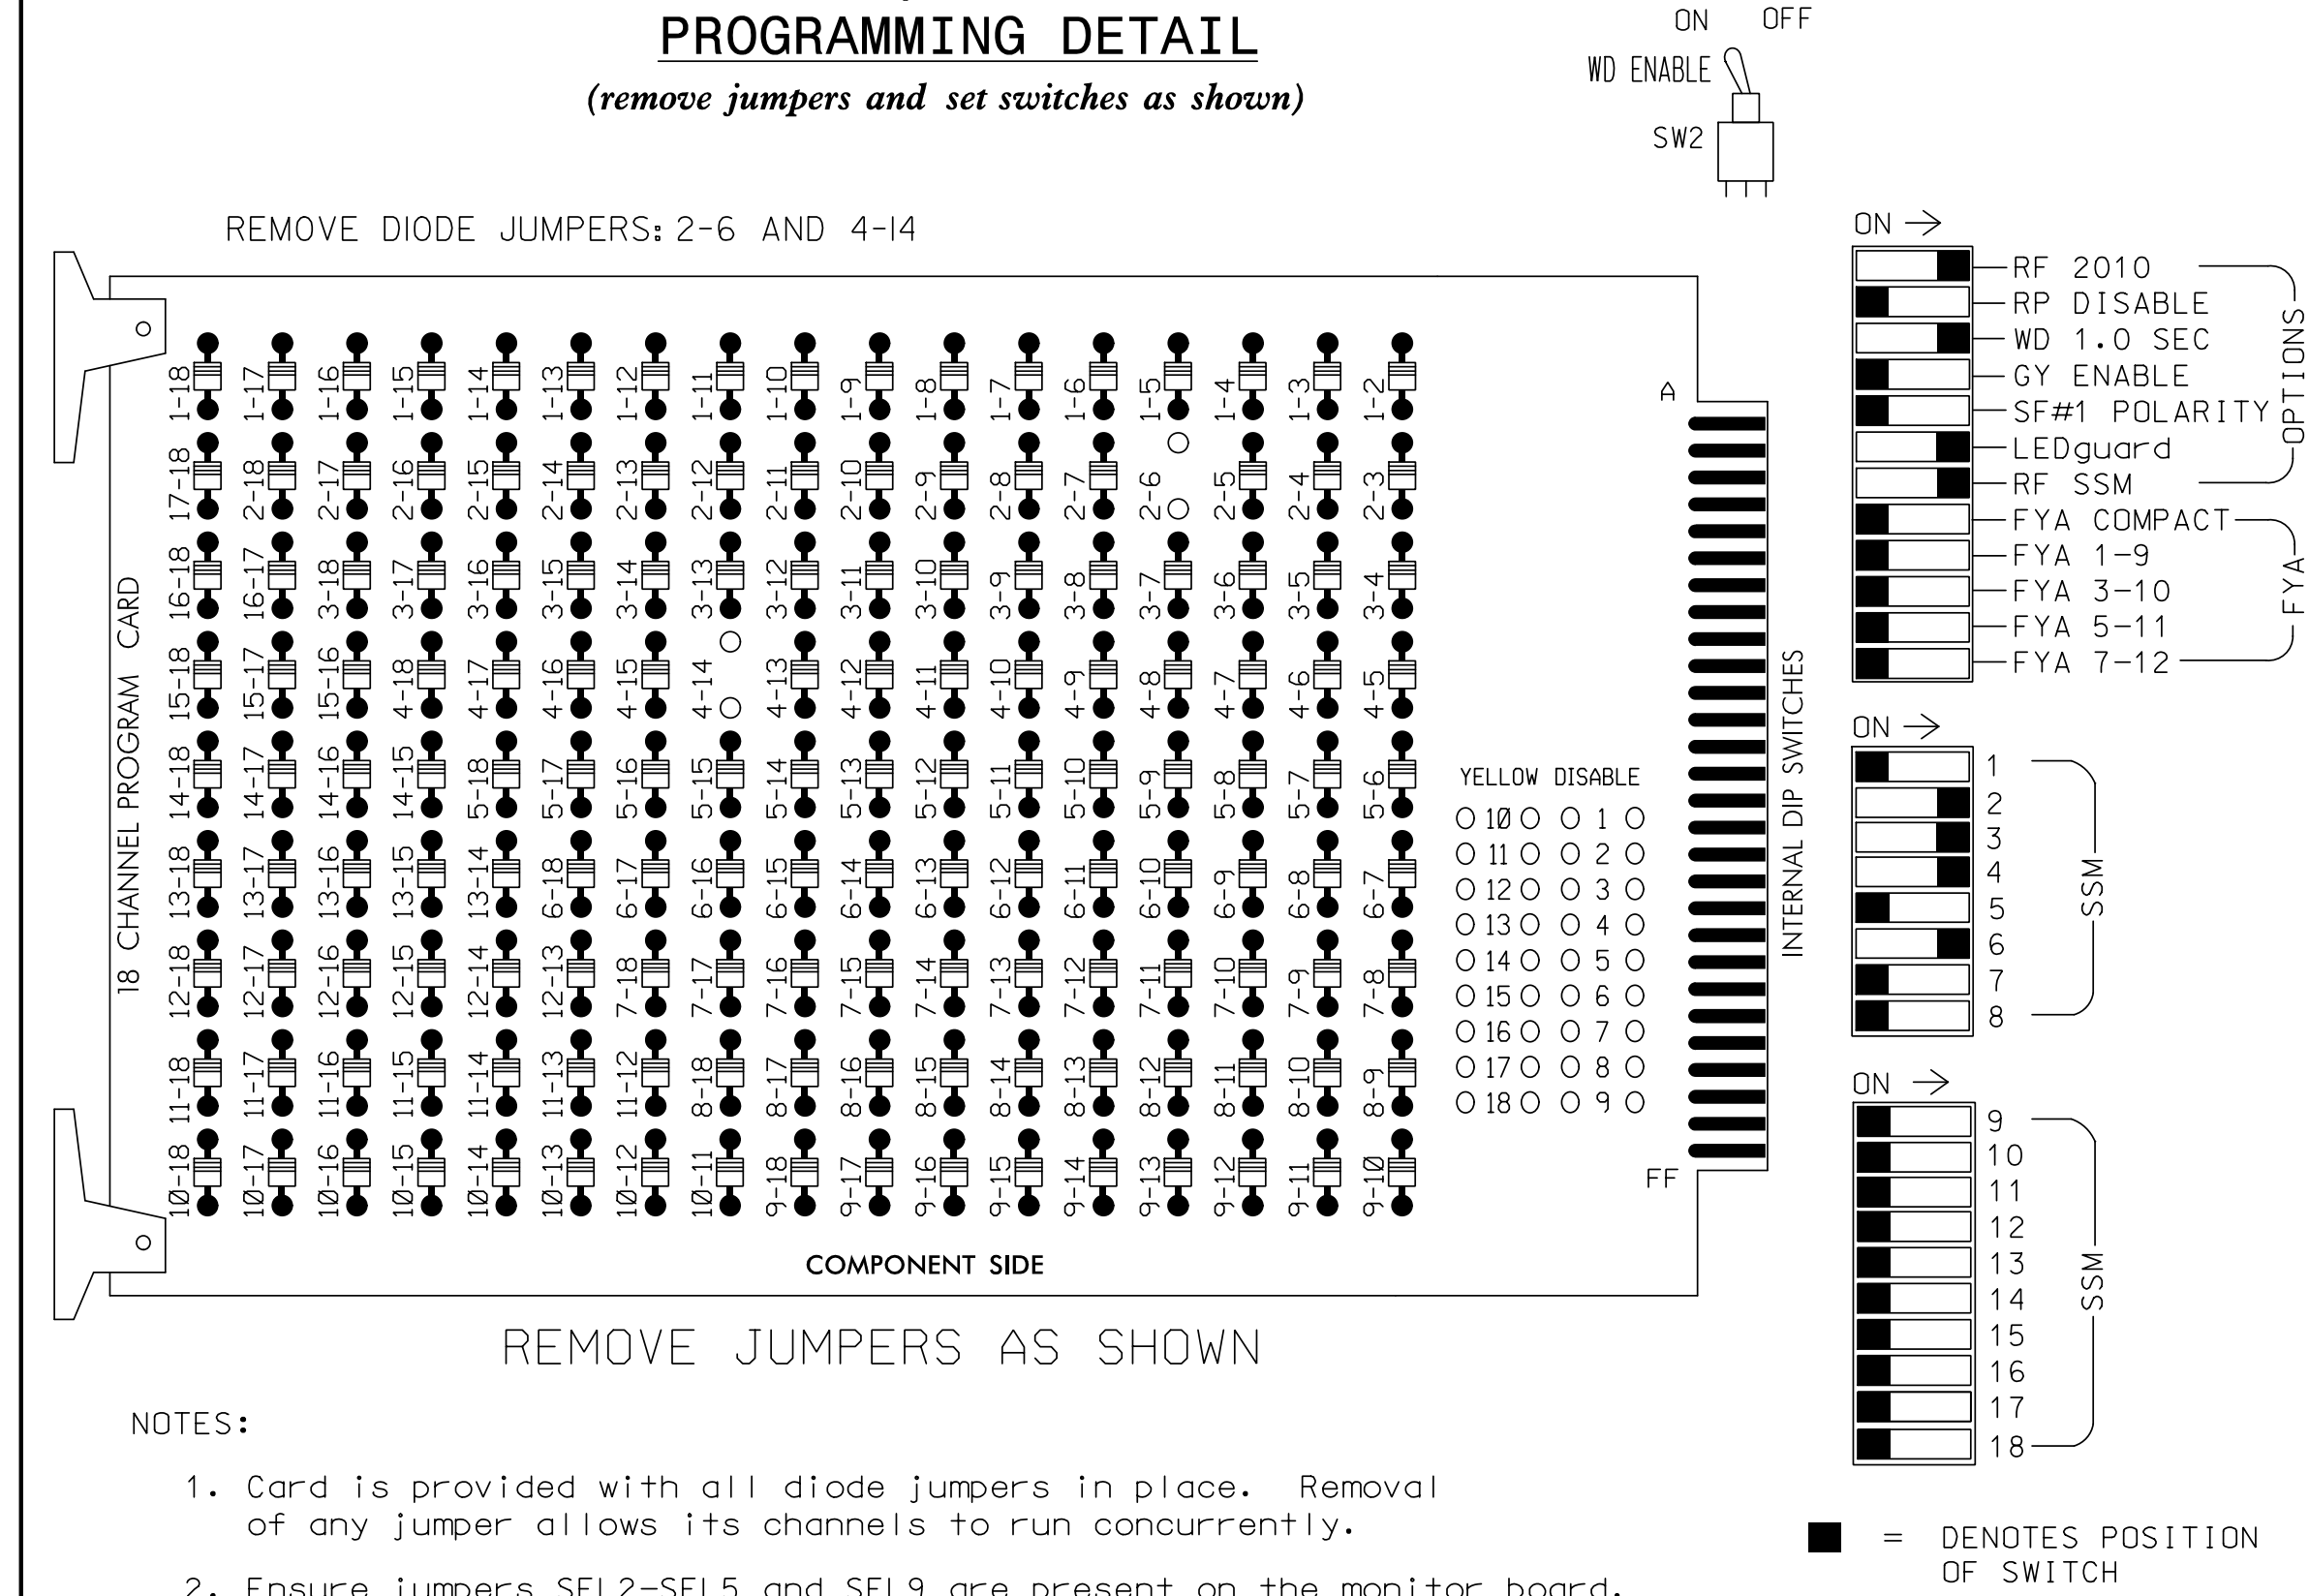 PROGRAMMING DETAIL
(remove jumpers and set switches as shown)
ON OFF
WD ENABLE
SW2
REMOVE DIODE JUMPERS: 2-6 AND 4-14
1-18 1-17 1-16 1-15 1-14 1-13 1-12 1-11 1-10 1-9 1-8 1-7 1-6 1-5 1-4 1-3 1-2
17-18 2-18 2-17 2-16 2-15 2-14 2-13 2-12 2-11 2-10 2-9 2-8 2-7 2-6 2-5 2-4 2-3
16-18 16-17 3-18 3-17 3-16 3-15 3-14 3-13 3-12 3-11 3-10 3-9 3-8 3-7 3-6 3-5 3-4
15-18 15-17 15-16 4-18 4-17 4-16 4-15 4-14 4-13 4-12 4-11 4-10 4-9 4-8 4-7 4-6 4-5
14-18 14-17 14-16 14-15 5-18 5-17 5-16 5-15 5-14 5-13 5-12 5-11 5-10 5-9 5-8 5-7 5-6
13-18 13-17 13-16 13-15 13-14 6-18 6-17 6-16 6-15 6-14 6-13 6-12 6-11 6-10 6-9 6-8 6-7
12-18 12-17 12-16 12-15 12-14 12-13 7-18 7-17 7-16 7-15 7-14 7-13 7-12 7-11 7-10 7-9 7-8
11-18 11-17 11-16 11-15 11-14 11-13 11-12 8-18 8-17 8-16 8-15 8-14 8-13 8-12 8-11 8-10 8-9
10-18 10-17 10-16 10-15 10-14 10-13 10-12 10-11 9-18 9-17 9-16 9-15 9-14 9-13 9-12 9-11 9-10
18 CHANNEL PROGRAM CARD
A
YELLOW DISABLE
10 1
11 2
12 3
13 4
14 5
15 6
16 7
17 8
18 9
FF
COMPONENT SIDE
INTERNAL DIP SWITCHES
ON
RF 2010
RP DISABLE
WD 1.0 SEC
GY ENABLE
SF#1 POLARITY
LEDguard
RF SSM
OPTIONS
FYA COMPACT
FYA 1-9
FYA 3-10
FYA 5-11
FYA 7-12
FYA
ON
1
2
3
4
5
6
7
8
SSM
ON
9
10
11
12
13
14
15
16
17
18
SSM
REMOVE JUMPERS AS SHOWN
NOTES:
1. Card is provided with all diode jumpers in place. Removal
of any jumper allows its channels to run concurrently.
2. Ensure jumpers SEL2-SEL5 and SEL9 are present on the monitor board.
= DENOTES POSITION
OF SWITCH